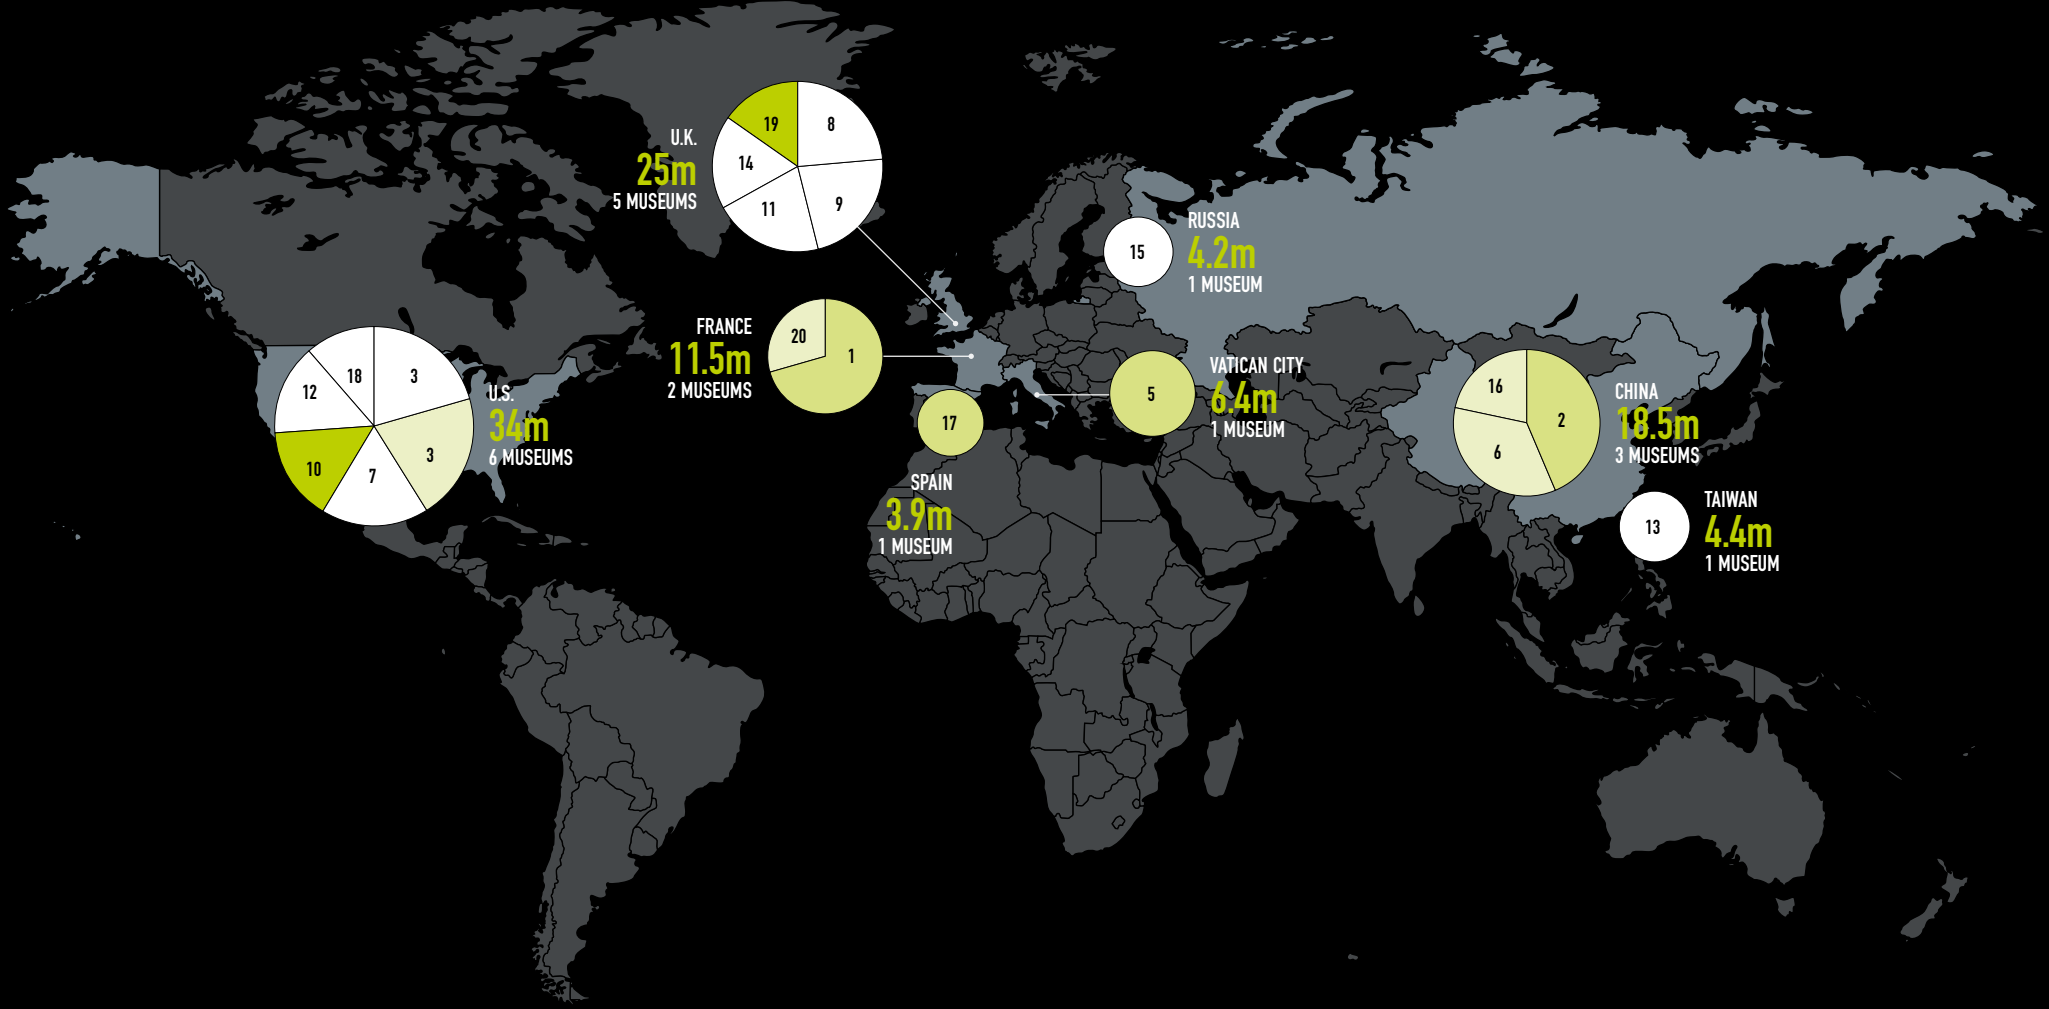 U.K.
25m
5 MUSEUMS
19
8
14
9
11
RUSSIA
4.2m
1 MUSEUM
15
FRANCE
11.5m
2 MUSEUMS
20
1
U.S.
34m
6 MUSEUMS
18
3
12
3
10
7
VATICAN CITY
6.4m
1 MUSEUM
5
SPAIN
3.9m
1 MUSEUM
17
CHINA
18.5m
3 MUSEUMS
16
2
6
TAIWAN
4.4m
1 MUSEUM
13